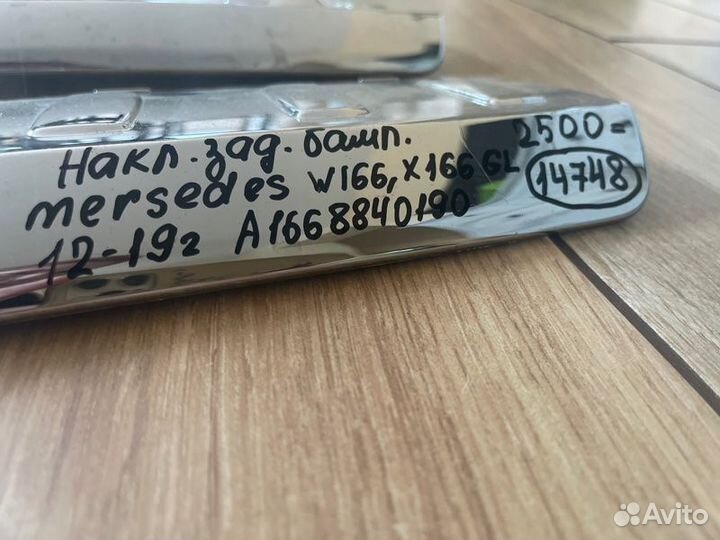 Накл. зад. бамп. 2500=
mersedes W166, X166 GL 14748
12-19г A1668840190
Avito